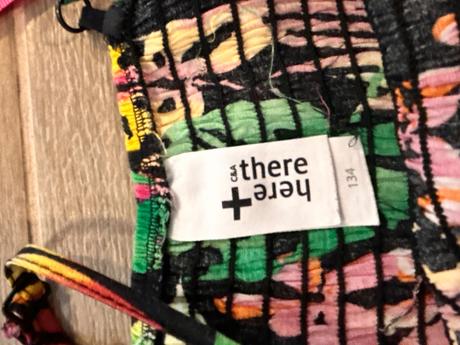 C&A
there
+ here
134